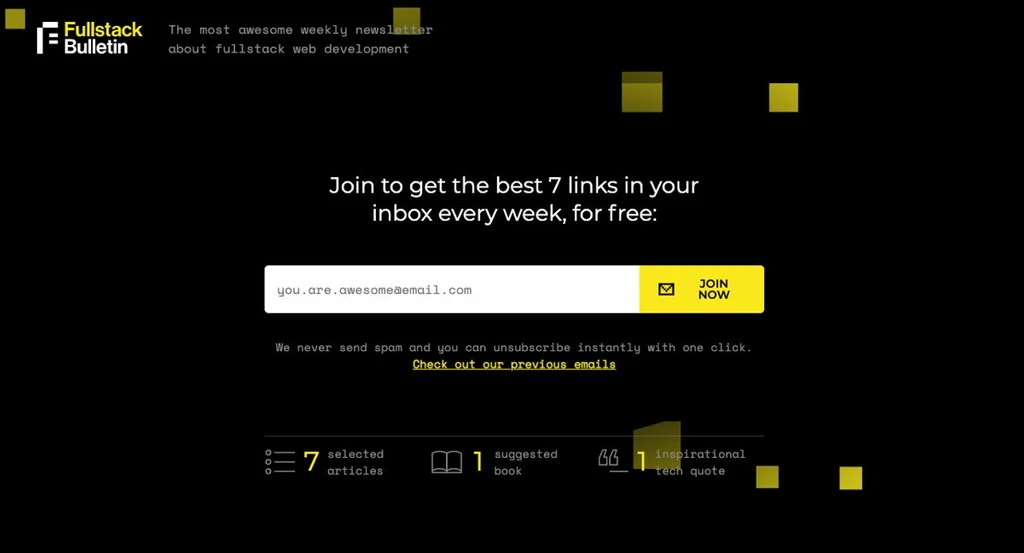 Fullstack
Bulletin
The most awesome weekly newsletter
about fullstack web development
Join to get the best 7 links in your
inbox every week, for free:
you.are.awesome@email.com
JOIN
NOW
We never send spam and you can unsubscribe instantly with one click.
Check out our previous emails
7 selected
articles
1 suggested
book
1 inspirational
tech quote